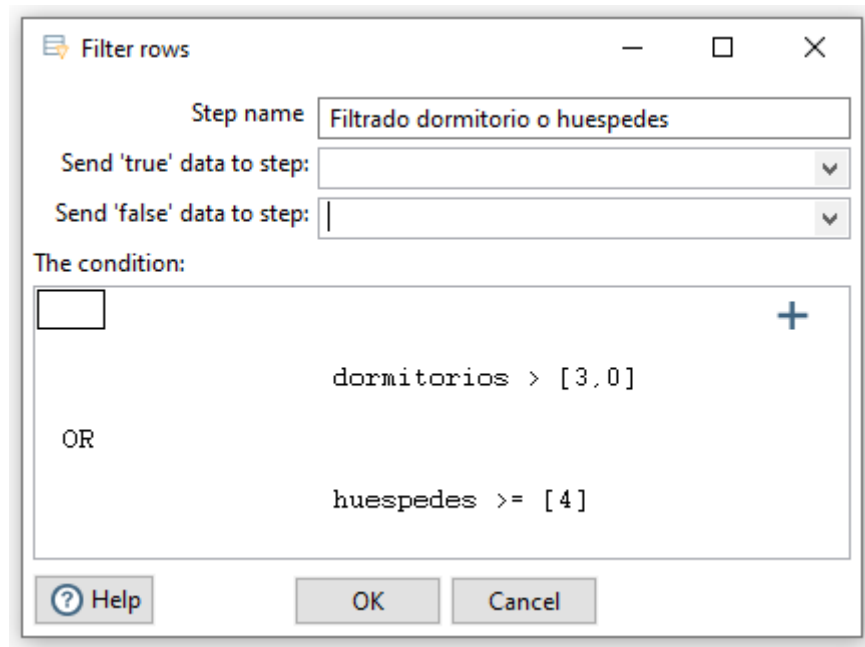 Filter rows
Step name Filtrado dormitorio o huespedes
Send 'true' data to step:
Send 'false' data to step:
The condition:
dormitorios > [3,0]
OR
huespedes >= [4]
Help OK Cancel